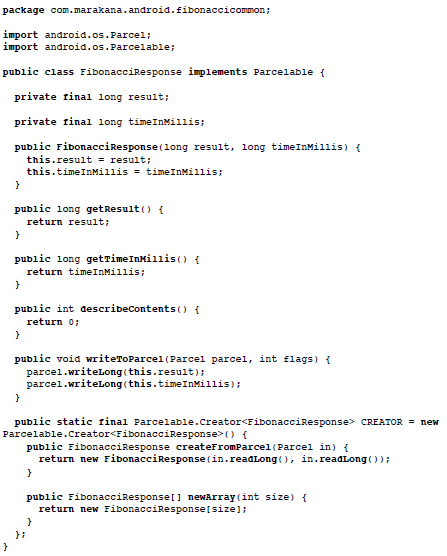 package com.marakana.android.fibonaccicommon;
import android.os.Parcel;
import android.os.Parcelable;
public class FibonacciResponse implements Parcelable {
private final long result;
private final long timeInMillis;
public FibonacciResponse(long result, long timeInMillis) {
this.result = result;
this.timeInMillis = timeInMillis;
}
public long getResult() {
return result;
}
public long getTimeInMillis() {
return timeInMillis;
}
public int describeContents() {
return 0;
}
public void writeToParcel(Parcel parcel, int flags) {
parcel.writeLong(this.result);
parcel.writeLong(this.timeInMillis);
}
public static final Parcelable.Creator<FibonacciResponse> CREATOR = new
Parcelable.Creator<FibonacciResponse>() {
public FibonacciResponse createFromParcel(Parcel in) {
return new FibonacciResponse(in.readLong(), in.readLong());
}
public FibonacciResponse[] newArray(int size) {
return new FibonacciResponse[size];
}
};
}